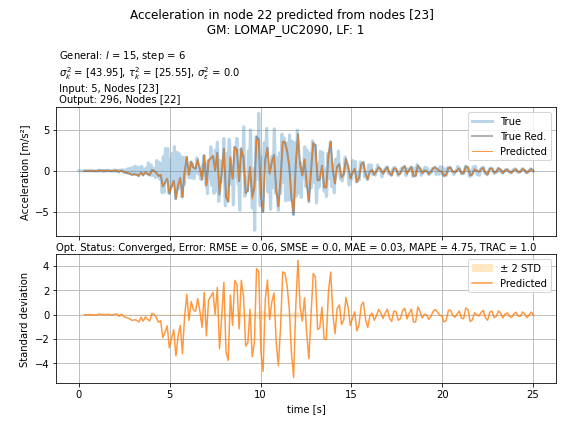 Acceleration in node 22 predicted from nodes [23]
GM: LOMAP_UC2090, LF: 1
General: l = 15, step = 6
σ²ₖ = [43.95], τ²ₖ = [25.55], σ²ε = 0.0
Input: 5, Nodes [23]
Output: 296, Nodes [22]
Acceleration [m/s²]
5
0
−5
True
True Red.
Predicted
Opt. Status: Converged, Error: RMSE = 0.06, SMSE = 0.0, MAE = 0.03, MAPE = 4.75, TRAC = 1.0
Standard deviation
4
2
0
−2
−4
± 2 STD
Predicted
0 5 10 15 20 25
time [s]